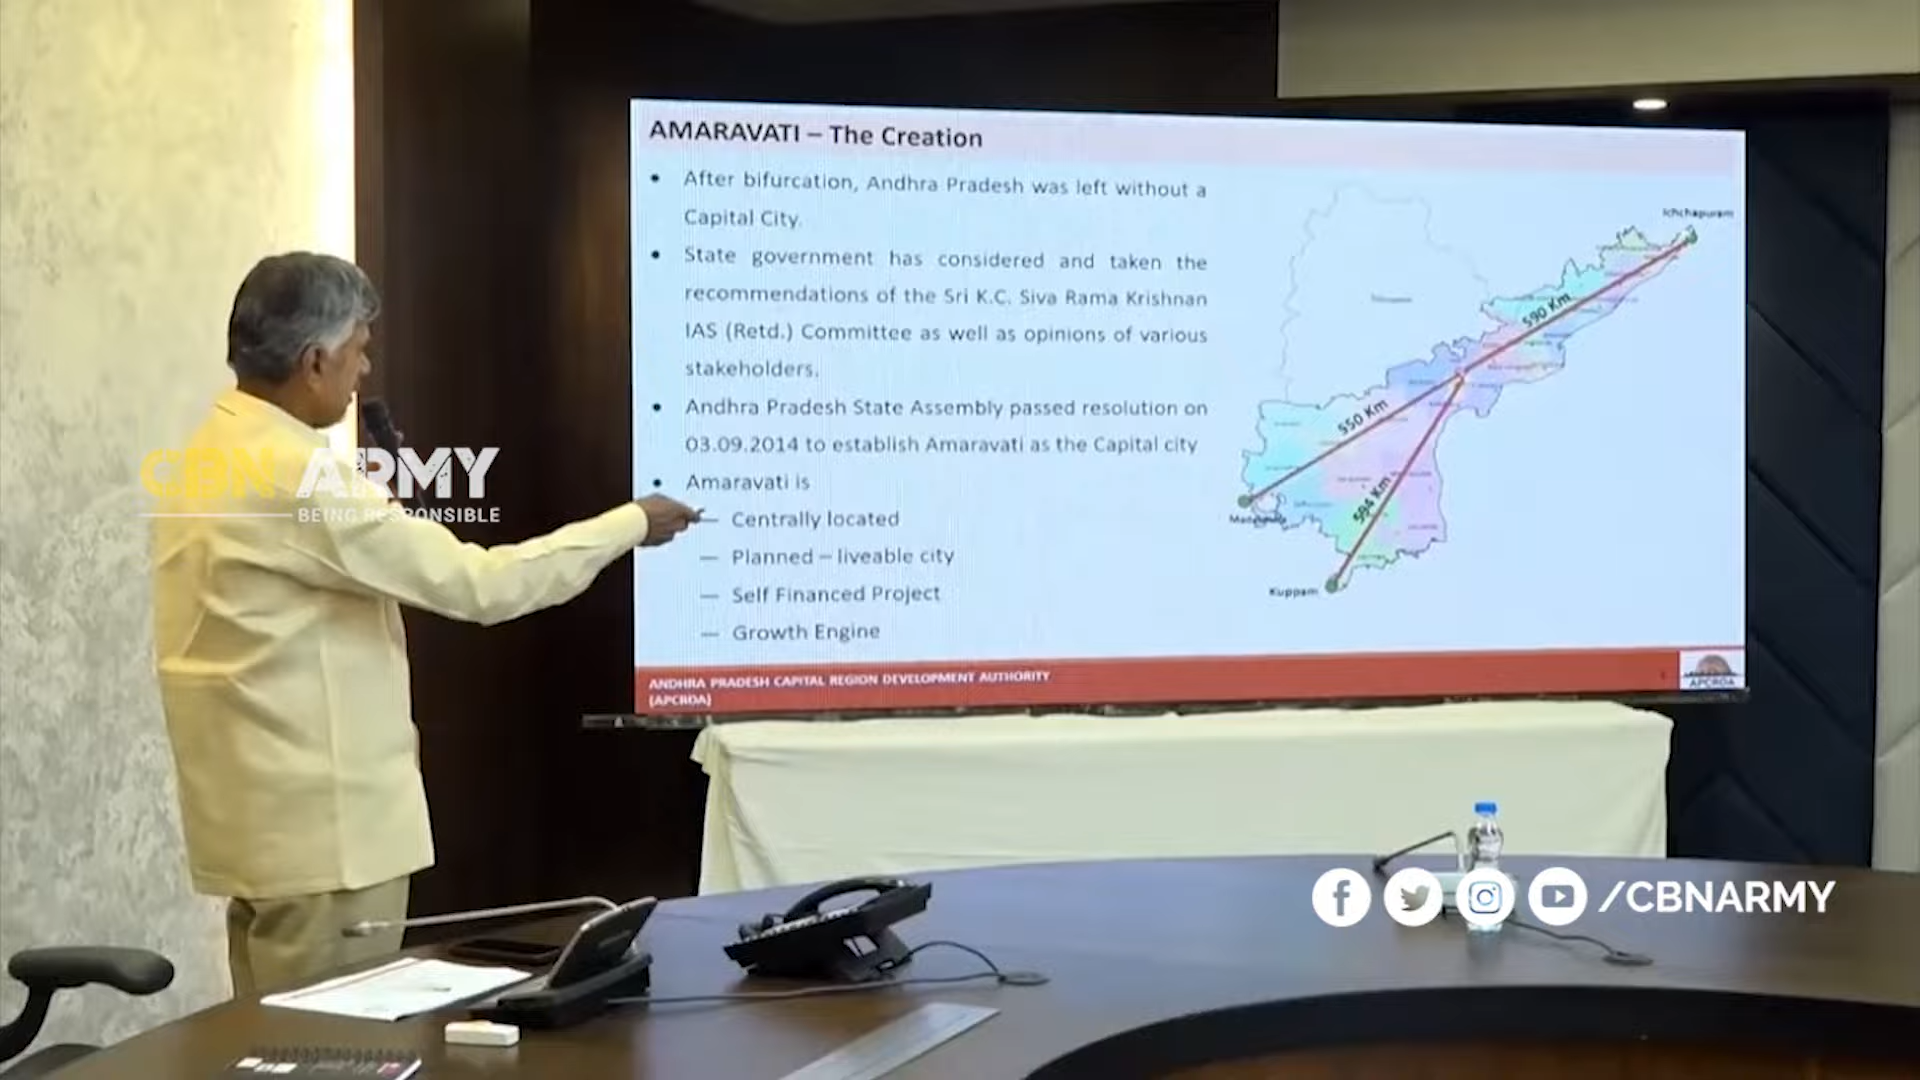 AMARAVATI – The Creation
• After bifurcation, Andhra Pradesh was left without a
Capital City.
• State government has considered and taken the
recommendations of the Sri K.C. Siva Rama Krishnan
IAS (Retd.) Committee as well as opinions of various
stakeholders.
• Andhra Pradesh State Assembly passed resolution on
03.09.2014 to establish Amaravati as the Capital city
• Amaravati is
— Centrally located
— Planned – liveable city
— Self Financed Project
— Growth Engine
Ichchapuram
590 Km
550 Km
594 Km
Kuppam
ANDHRA PRADESH CAPITAL REGION DEVELOPMENT AUTHORITY
(APCRDA)
APCRDA
CBN ARMY
BEING RESPONSIBLE
/CBNARMY